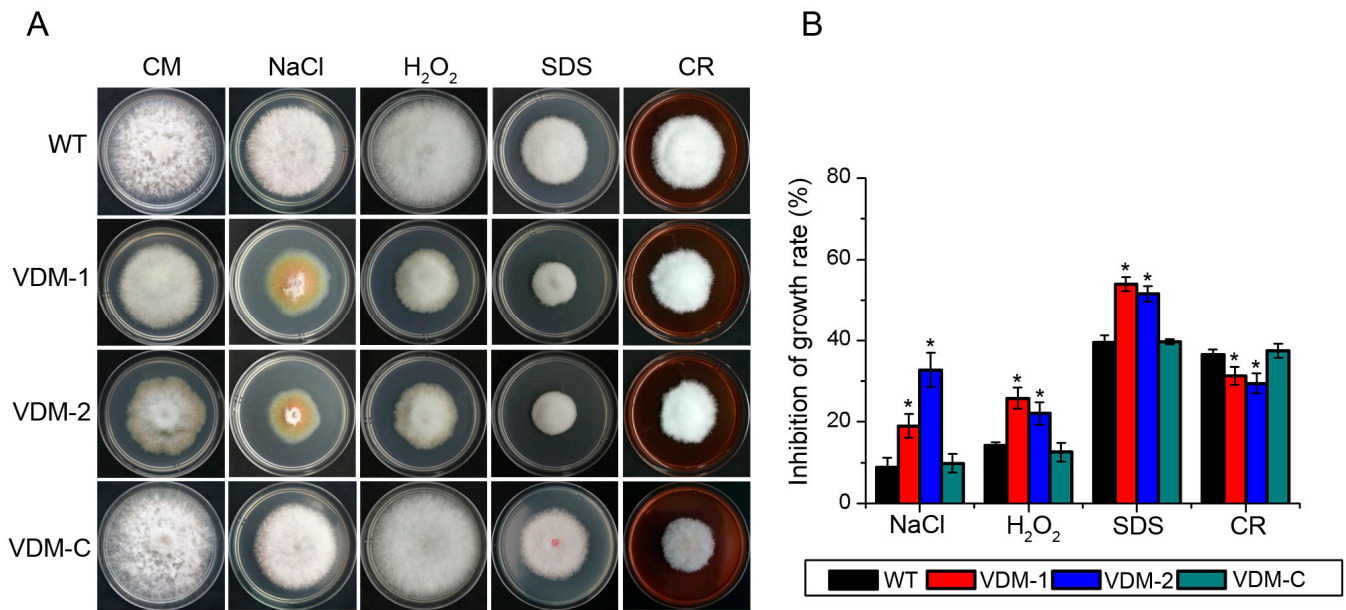 A
CM NaCl H₂O₂ SDS CR
WT
VDM-1
VDM-2
VDM-C
B
Inhibition of growth rate (%)
80
60
40
20
0
* * * * * * * *
NaCl H₂O₂ SDS CR
WT VDM-1 VDM-2 VDM-C